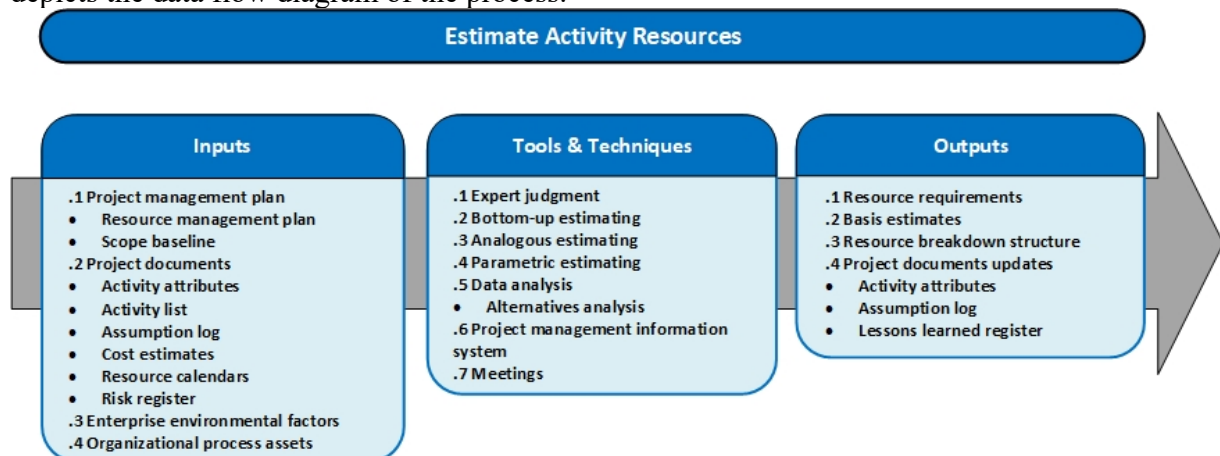 depicts the data flow diagram of the process.
Estimate Activity Resources
Inputs
.1 Project management plan
• Resource management plan
• Scope baseline
.2 Project documents
• Activity attributes
• Activity list
• Assumption log
• Cost estimates
• Resource calendars
• Risk register
.3 Enterprise environmental factors
.4 Organizational process assets
Tools & Techniques
.1 Expert judgment
.2 Bottom-up estimating
.3 Analogous estimating
.4 Parametric estimating
.5 Data analysis
• Alternatives analysis
.6 Project management information
system
.7 Meetings
Outputs
.1 Resource requirements
.2 Basis estimates
.3 Resource breakdown structure
.4 Project documents updates
• Activity attributes
• Assumption log
• Lessons learned register